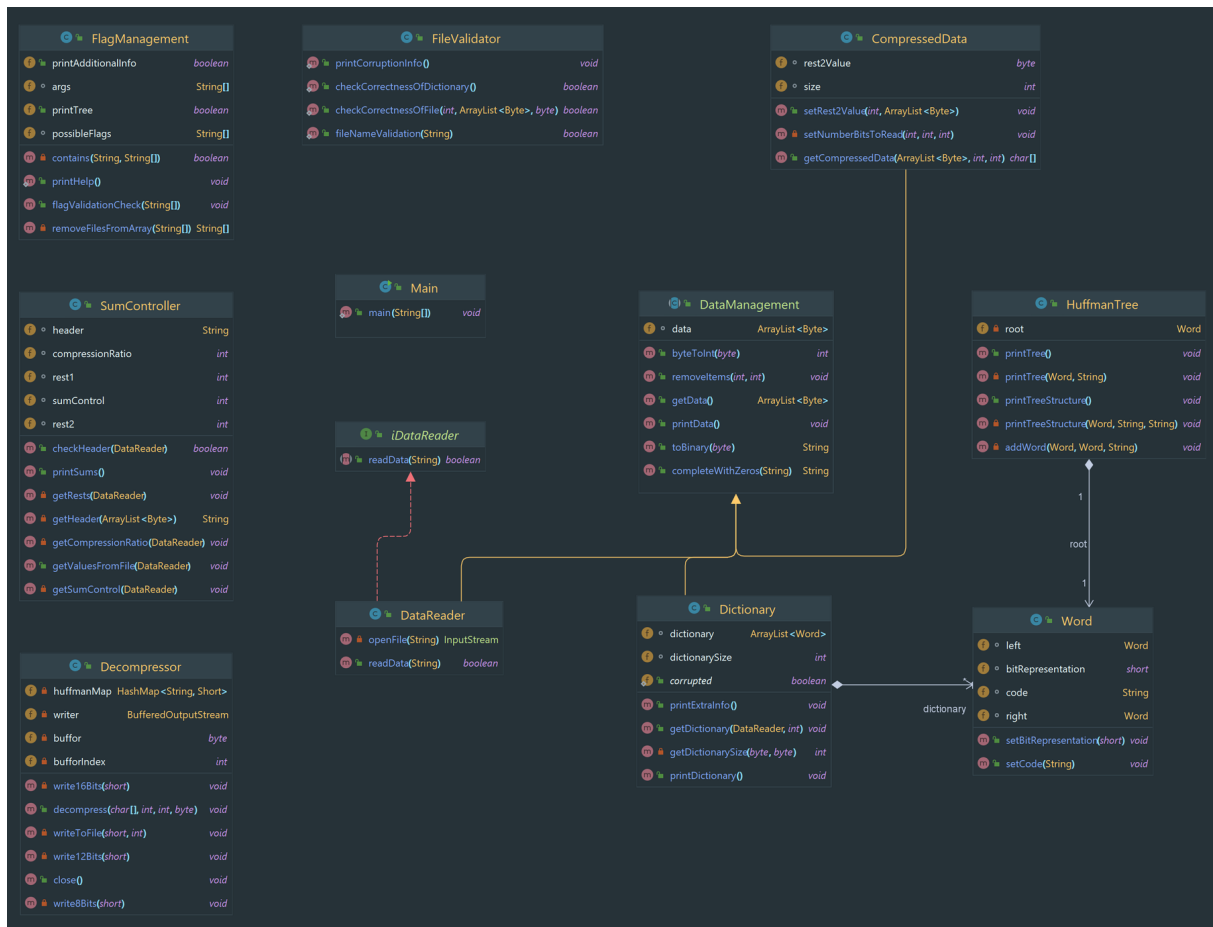 FlagManagement
printAdditionalInfo boolean
args String[]
printTree boolean
possibleFlags String[]
contains(String, String[]) boolean
printHelp() void
flagValidationCheck(String[]) void
removeFilesFromArray(String[]) String[]
FileValidator
printCorruptionInfo() void
checkCorrectnessOfDictionary() boolean
checkCorrectnessOfFile(int, ArrayList<Byte>, byte) boolean
fileNameValidation(String) boolean
CompressedData
rest2Value byte
size int
setRest2Value(int, ArrayList<Byte>) void
setNumberBitsToRead(int, int, int) void
getCompressedData(ArrayList<Byte>, int, int) char[]
SumController
header String
compressionRatio int
rest1 int
sumControl int
rest2 int
checkHeader(DataReader) boolean
printSums() void
getRests(DataReader) void
getHeader(ArrayList<Byte>) String
getCompressionRatio(DataReader) void
getValuesFromFile(DataReader) void
getSumControl(DataReader) void
Main
main(String[]) void
iDataReader
readData(String) boolean
DataManagement
data ArrayList<Byte>
byteToInt(byte) int
removeItems(int, int) void
getData() ArrayList<Byte>
printData() void
toBinary(byte) String
completeWithZeros(String) String
HuffmanTree
root Word
printTree() void
printTree(Word, String) void
printTreeStructure() void
printTreeStructure(Word, String, String) void
addWord(Word, Word, String) void
1
root
1
DataReader
openFile(String) InputStream
readData(String) boolean
Dictionary
dictionary ArrayList<Word>
dictionarySize int
corrupted boolean
printExtraInfo() void
getDictionary(DataReader, int) void
getDictionarySize(byte, byte) int
printDictionary() void
dictionary
Word
left Word
bitRepresentation short
code String
right Word
setBitRepresentation(short) void
setCode(String) void
Decompressor
huffmanMap HashMap<String, Short>
writer BufferedOutputStream
buffor byte
bufforIndex int
write16Bits(short) void
decompress(char[], int, int, byte) void
writeToFile(short, int) void
write12Bits(short) void
close() void
write8Bits(short) void